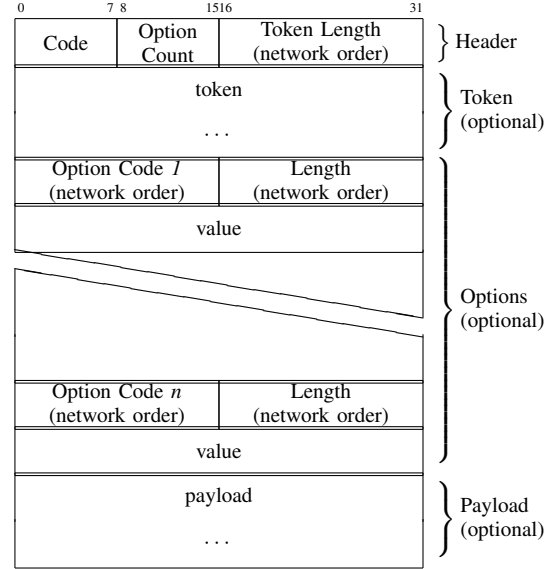 0 7 8 1516 31
Code
Option
Count
Token Length
(network order)
Header
token
. . .
Token
(optional)
Option Code 1
(network order)
Length
(network order)
value
Options
(optional)
Option Code n
(network order)
Length
(network order)
value
payload
. . .
Payload
(optional)